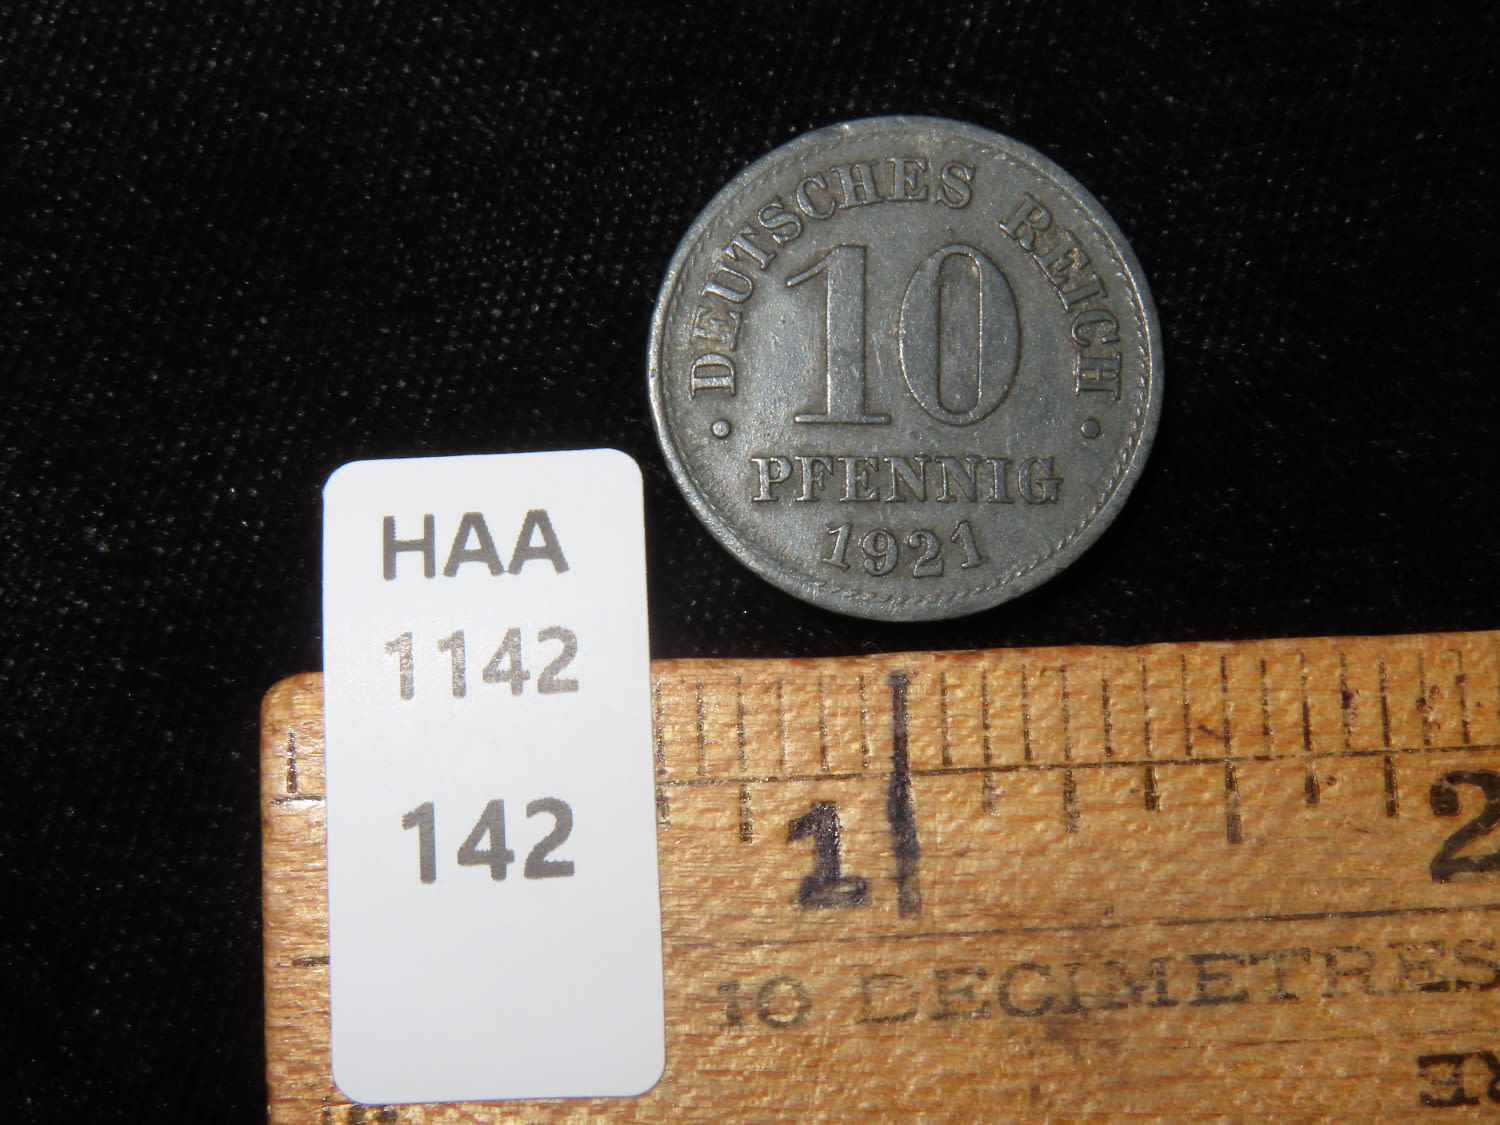 · DEUTSCHES REICH ·
10
PFENNIG
1921
HAA
1142
142
1
2
10 DECIMETRES